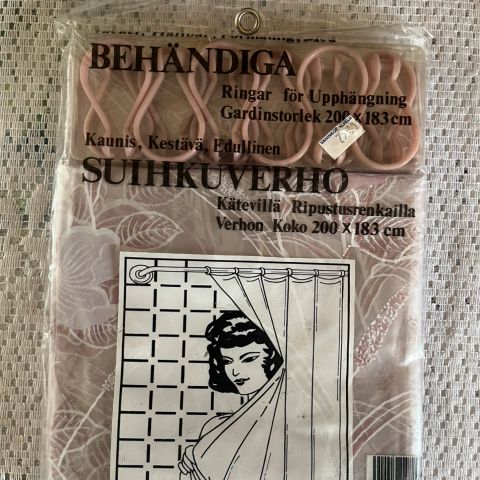 BEHÄNDIGA
Ringar för Upphängning
Gardinstorlek 200 x 183 cm
Kaunis, Kestävä, Edullinen
SUIHKUVERHO
Kätevillä Ripustusrenkailla
Verhon Koko 200 x 183 cm